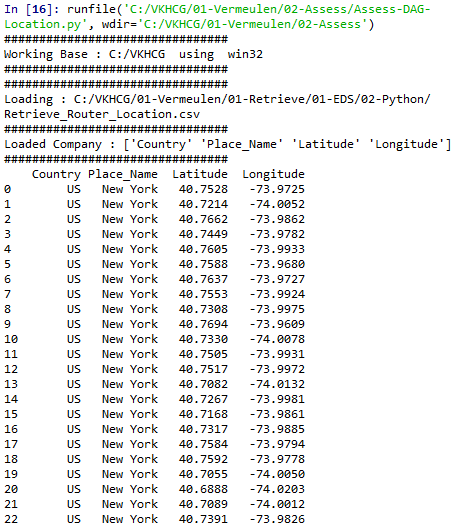 In [16]: runfile('C:/VKHCG/01-Vermeulen/02-Assess/Assess-DAG-
Location.py', wdir='C:/VKHCG/01-Vermeulen/02-Assess')
################################
Working Base : C:/VKHCG  using  win32
################################
################################
Loading : C:/VKHCG/01-Vermeulen/01-Retrieve/01-EDS/02-Python/
Retrieve_Router_Location.csv
################################
Loaded Company : ['Country' 'Place_Name' 'Latitude' 'Longitude']
################################
    Country Place_Name  Latitude  Longitude
0        US   New York   40.7528   -73.9725
1        US   New York   40.7214   -74.0052
2        US   New York   40.7662   -73.9862
3        US   New York   40.7449   -73.9782
4        US   New York   40.7605   -73.9933
5        US   New York   40.7588   -73.9680
6        US   New York   40.7637   -73.9727
7        US   New York   40.7553   -73.9924
8        US   New York   40.7308   -73.9975
9        US   New York   40.7694   -73.9609
10       US   New York   40.7330   -74.0078
11       US   New York   40.7505   -73.9931
12       US   New York   40.7517   -73.9972
13       US   New York   40.7082   -74.0132
14       US   New York   40.7267   -73.9981
15       US   New York   40.7168   -73.9861
16       US   New York   40.7317   -73.9885
17       US   New York   40.7584   -73.9794
18       US   New York   40.7592   -73.9778
19       US   New York   40.7055   -74.0050
20       US   New York   40.6888   -74.0203
21       US   New York   40.7089   -74.0012
22       US   New York   40.7391   -73.9826